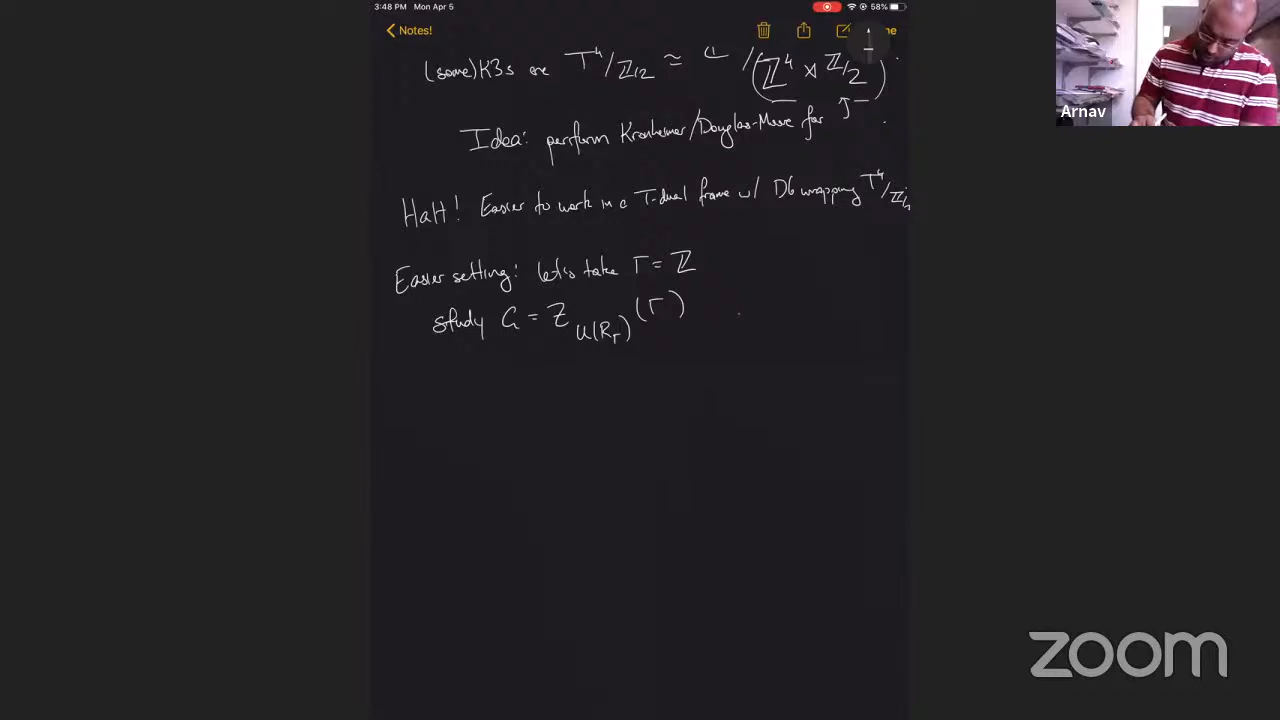 3:48 PM Mon Apr 5
58%
Notes!
(some) K3s are T⁴/ℤ/2 ≃ /(ℤ⁴ ⋊ ℤ/2)
Idea: perform Kronheimer/Douglas-Moore for
Halt! Easier to work in a T-dual frame w/ D6 wrapping T⁴/
Easier setting: let's take Γ = ℤ
study G = Z_{U(R_Γ)}(Γ)
Arnav
zoom